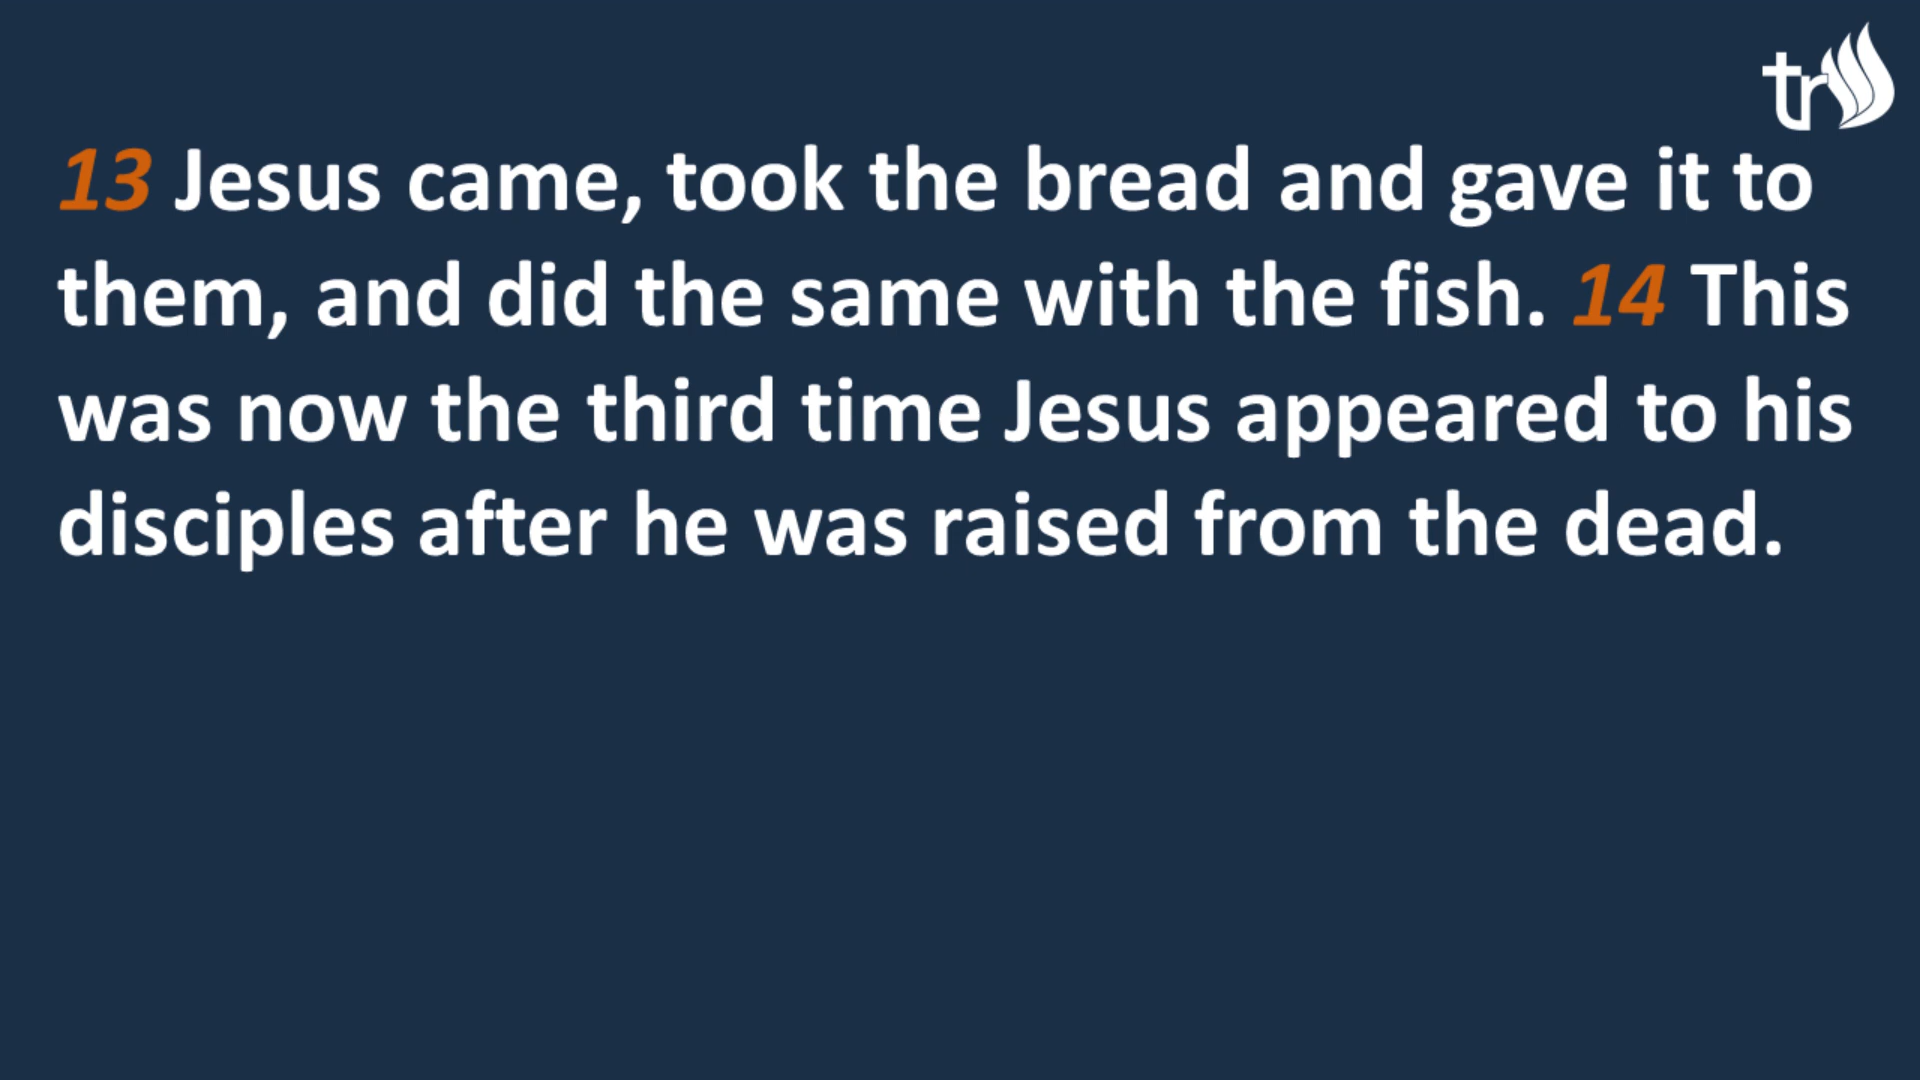 tr
13 Jesus came, took the bread and gave it to
them, and did the same with the fish. 14 This
was now the third time Jesus appeared to his
disciples after he was raised from the dead.